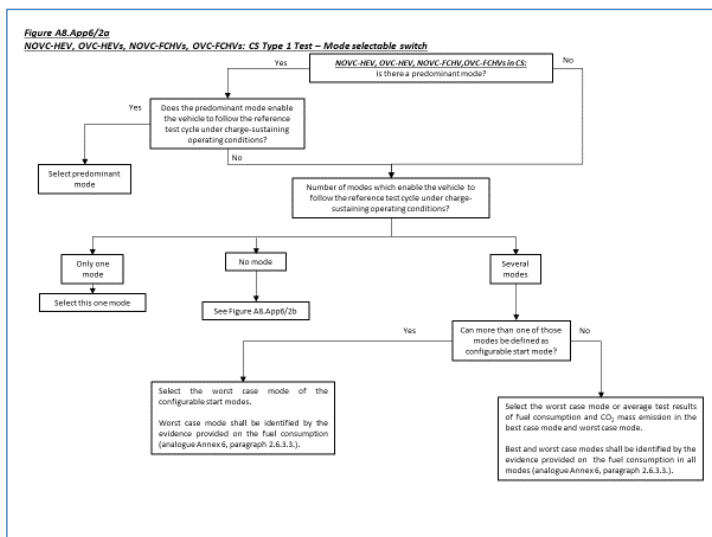 Figure A8.App6/2a
NOVC-HEV, OVC-HEVs, NOVC-FCHVs, OVC-FCHVs: CS Type 1 Test – Mode selectable switch
Yes
NOVC-HEV, OVC-HEV, NOVC-FCHV,OVC-FCHVs in CS:
Is there a predominant mode?
No
Yes
Does the predominant mode enable
the vehicle to follow the reference
test cycle under charge-sustaining
operating conditions?
No
Select predominant
mode
Number of modes which enable the vehicle to
follow the reference test cycle under charge-
sustaining operating conditions?
Only one
mode
No mode
Several
modes
Select this one mode
See Figure A8.App6/2b
Yes
Can more than one of those
modes be defined as
configurable start mode?
No
Select the worst case mode of the
configurable start modes.
Worst case mode shall be identified by the
evidence provided on the fuel consumption
(analogue Annex 6, paragraph 2.6.3.3.).
Select the worst case mode or average test results
of fuel consumption and CO₂ mass emission in the
best case mode and worst case mode.
Best and worst case modes shall be identified by the
evidence provided on the fuel consumption in all
modes (analogue Annex 6, paragraph 2.6.3.3.).